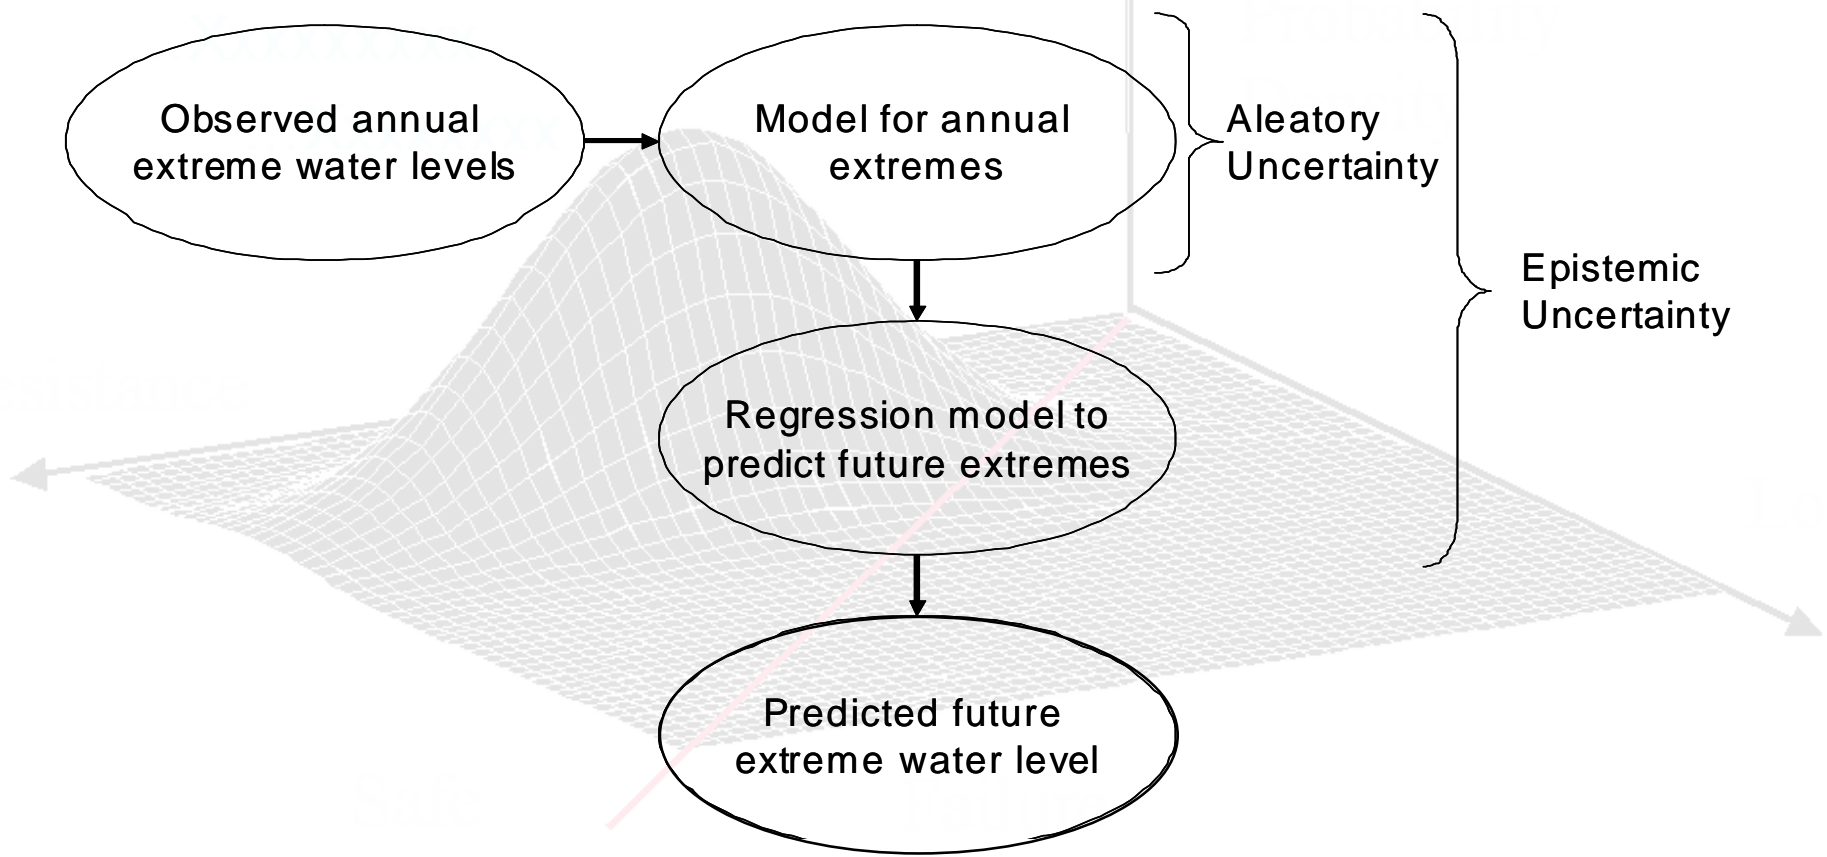 Observed annual
extreme water levels
Model for annual
extremes
Aleatory
Uncertainty
Epistemic
Uncertainty
Regression model to
predict future extremes
Predicted future
extreme water level
Safe